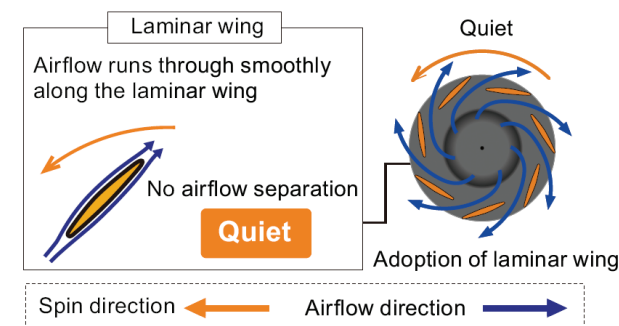 Laminar wing
Airflow runs through smoothly
along the laminar wing
No airflow separation
Quiet
Quiet
Adoption of laminar wing
Spin direction
Airflow direction